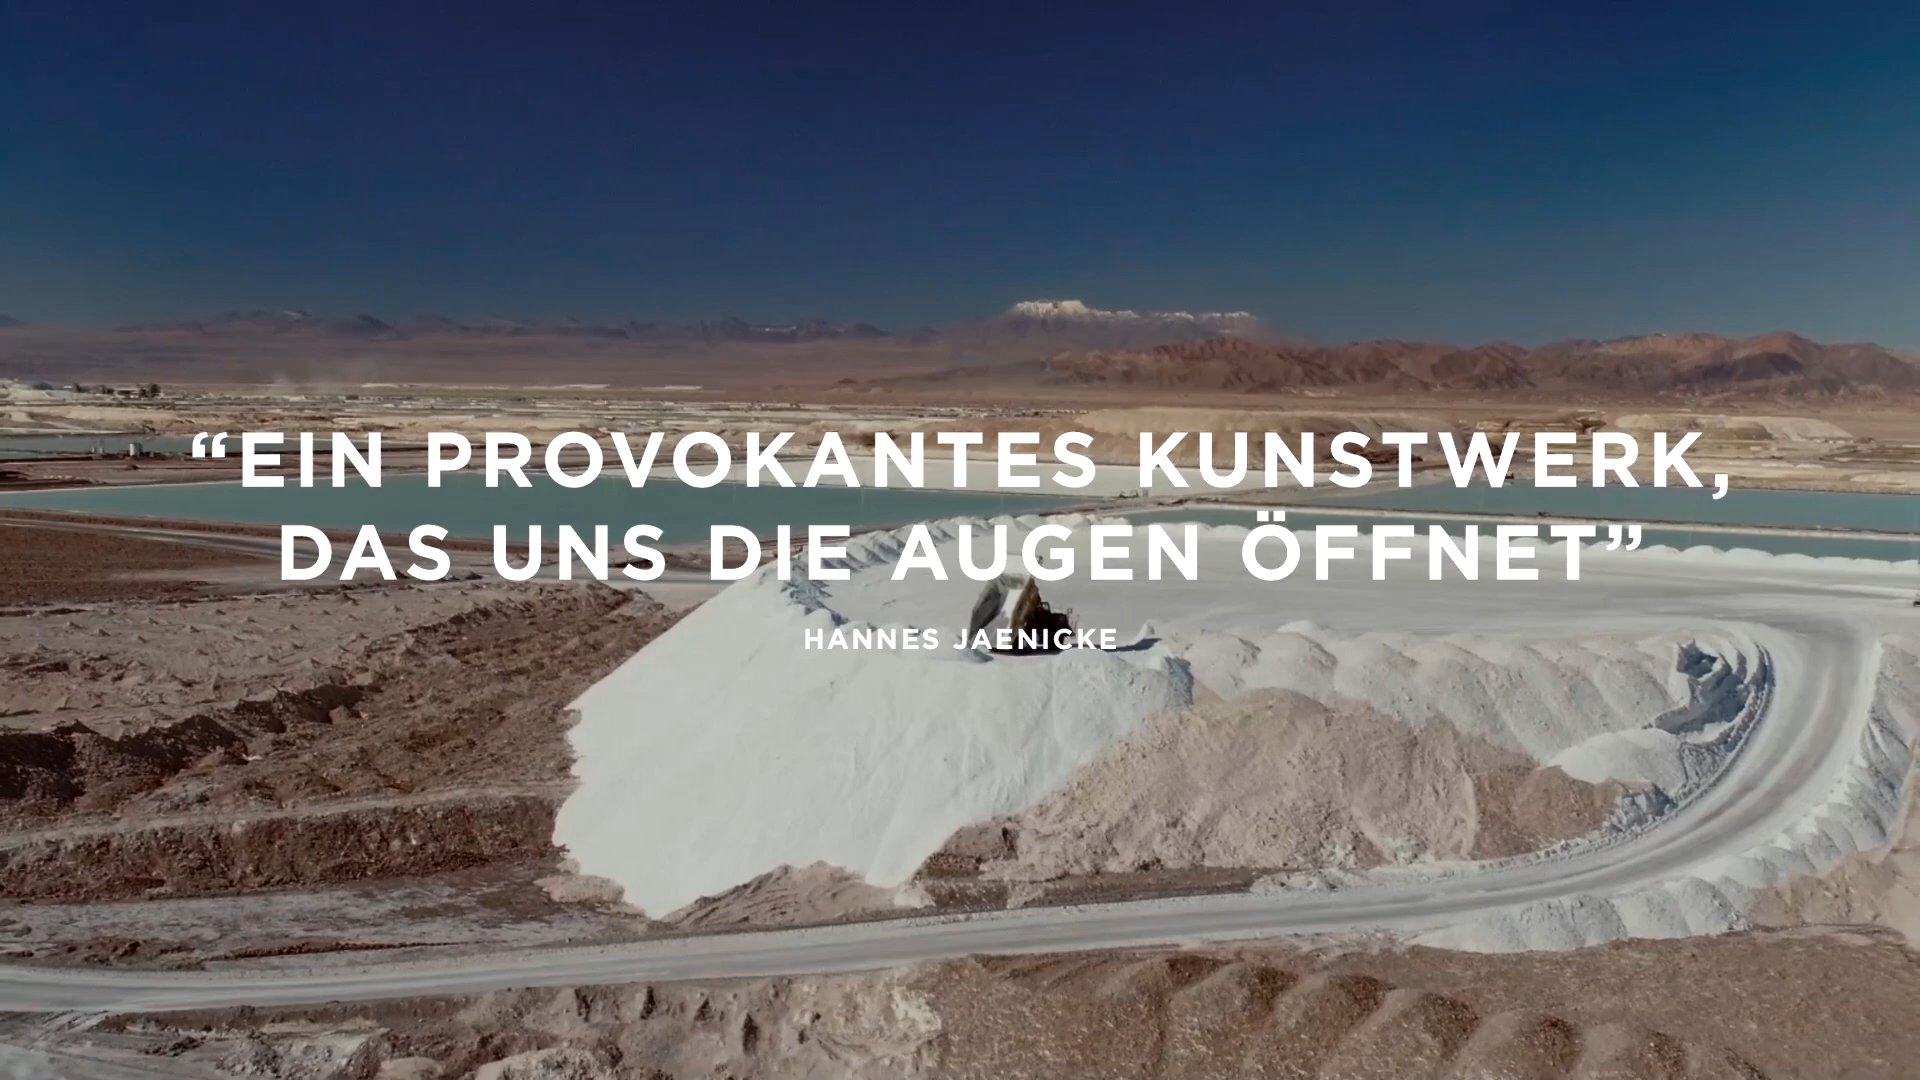 “EIN PROVOKANTES KUNSTWERK,
DAS UNS DIE AUGEN ÖFFNET”
HANNES JAENICKE